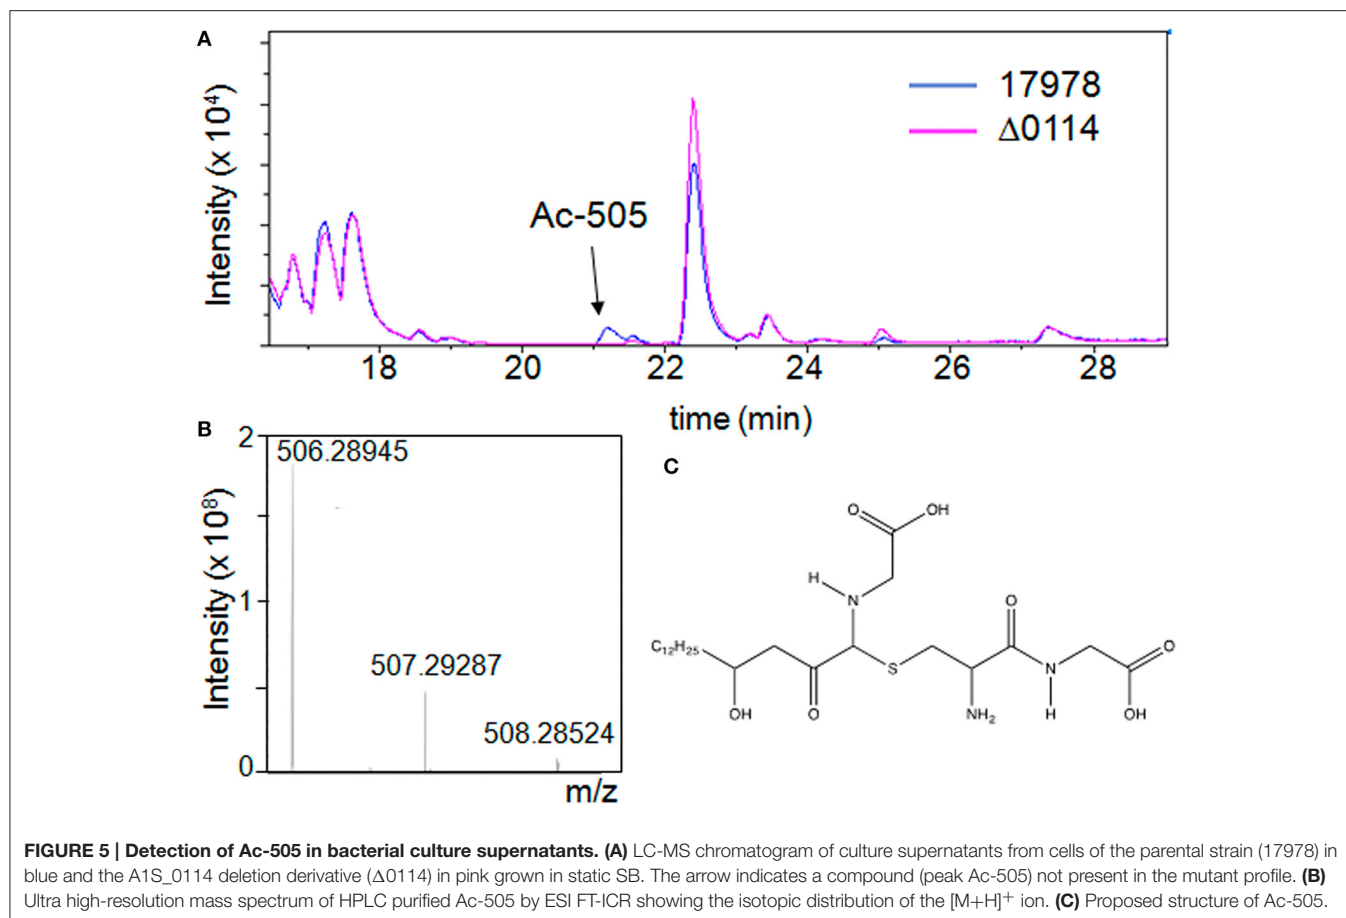 A
Intensity (x 10⁴)
17978
Δ0114
Ac-505
18 20 22 24 26 28
time (min)
B
Intensity (x 10⁸)
2
506.28945
1
507.29287
508.28524
0
m/z
C
O
OH
H
N
O
O
C₁₂H₂₅
S
N
OH
O
NH₂
H
OH
FIGURE 5 | Detection of Ac-505 in bacterial culture supernatants. (A) LC-MS chromatogram of culture supernatants from cells of the parental strain (17978) in
blue and the A1S_0114 deletion derivative (Δ0114) in pink grown in static SB. The arrow indicates a compound (peak Ac-505) not present in the mutant profile. (B)
Ultra high-resolution mass spectrum of HPLC purified Ac-505 by ESI FT-ICR showing the isotopic distribution of the [M+H]⁺ ion. (C) Proposed structure of Ac-505.